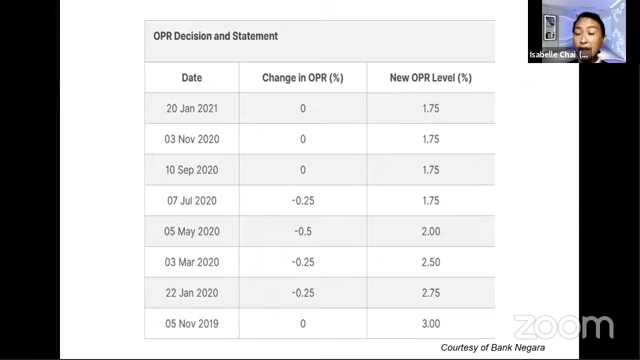 OPR Decision and Statement
Date Change in OPR (%) New OPR Level (%)
20 Jan 2021 0 1.75
03 Nov 2020 0 1.75
10 Sep 2020 0 1.75
07 Jul 2020 -0.25 1.75
05 May 2020 -0.5 2.00
03 Mar 2020 -0.25 2.50
22 Jan 2020 -0.25 2.75
05 Nov 2019 0 3.00
Courtesy of Bank Negara
Isabelle Chai (...
zoom